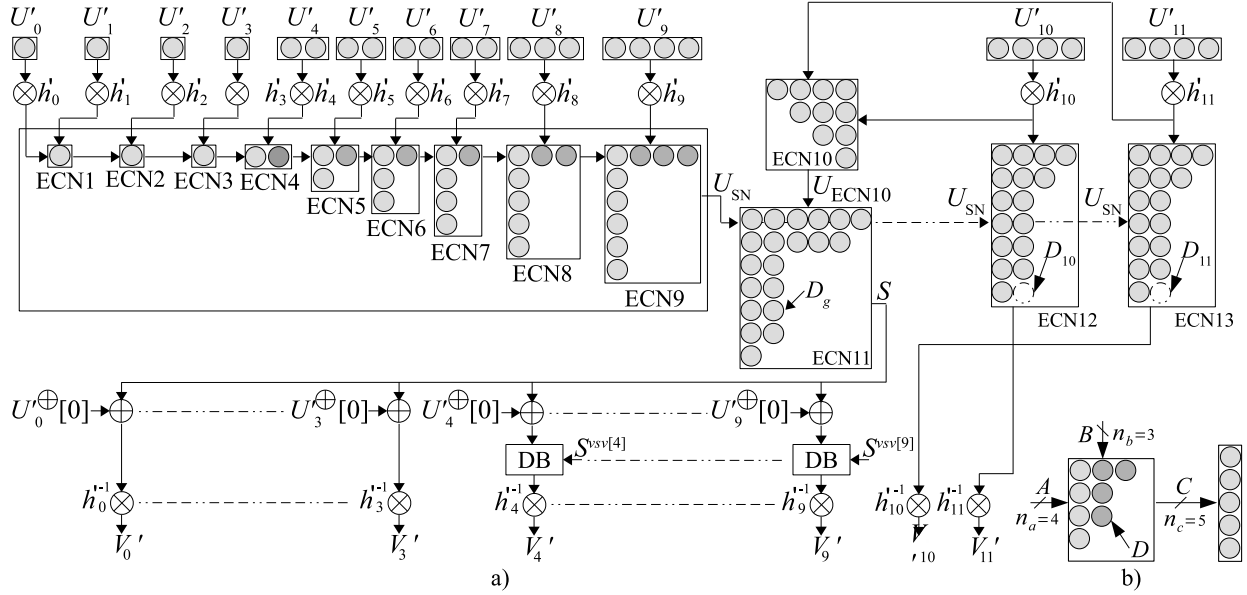 U'0 U'1 U'2 U'3 U'4 U'5 U'6 U'7 U'8 U'9 U'10 U'11
h'0 h'1 h'2 h'3 h'4 h'5 h'6 h'7 h'8 h'9 h'10 h'11
ECN1 ECN2 ECN3 ECN4 ECN5 ECN6 ECN7 ECN8 ECN9
ECN10
U_SN U_ECN10 U_SN U_SN
D_g S D_10 D_11
ECN11 ECN12 ECN13
U'0⊕[0] U'3⊕[0] U'4⊕[0] U'9⊕[0]
DB S^vsv[4] DB S^vsv[9]
h'0^-1 h'3^-1 h'4^-1 h'9^-1 h'10^-1 h'11^-1
V0' V3' V4' V9' V'10 V11'
B n_b=3
A n_a=4
C n_c=5
D
a) b)